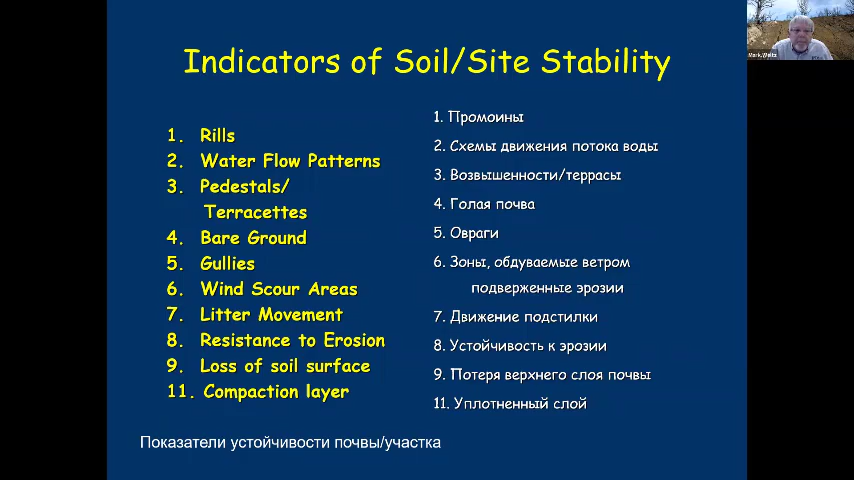 Indicators of Soil/Site Stability
1. Rills
2. Water Flow Patterns
3. Pedestals/
Terracettes
4. Bare Ground
5. Gullies
6. Wind Scour Areas
7. Litter Movement
8. Resistance to Erosion
9. Loss of soil surface
11. Compaction layer
1. Промоины
2. Схемы движения потока воды
3. Возвышенности/террасы
4. Голая почва
5. Овраги
6. Зоны, обдуваемые ветром
подверженные эрозии
7. Движение подстилки
8. Устойчивость к эрозии
9. Потеря верхнего слоя почвы
11. Уплотненный слой
Показатели устойчивости почвы/участка
Mark.Weltz